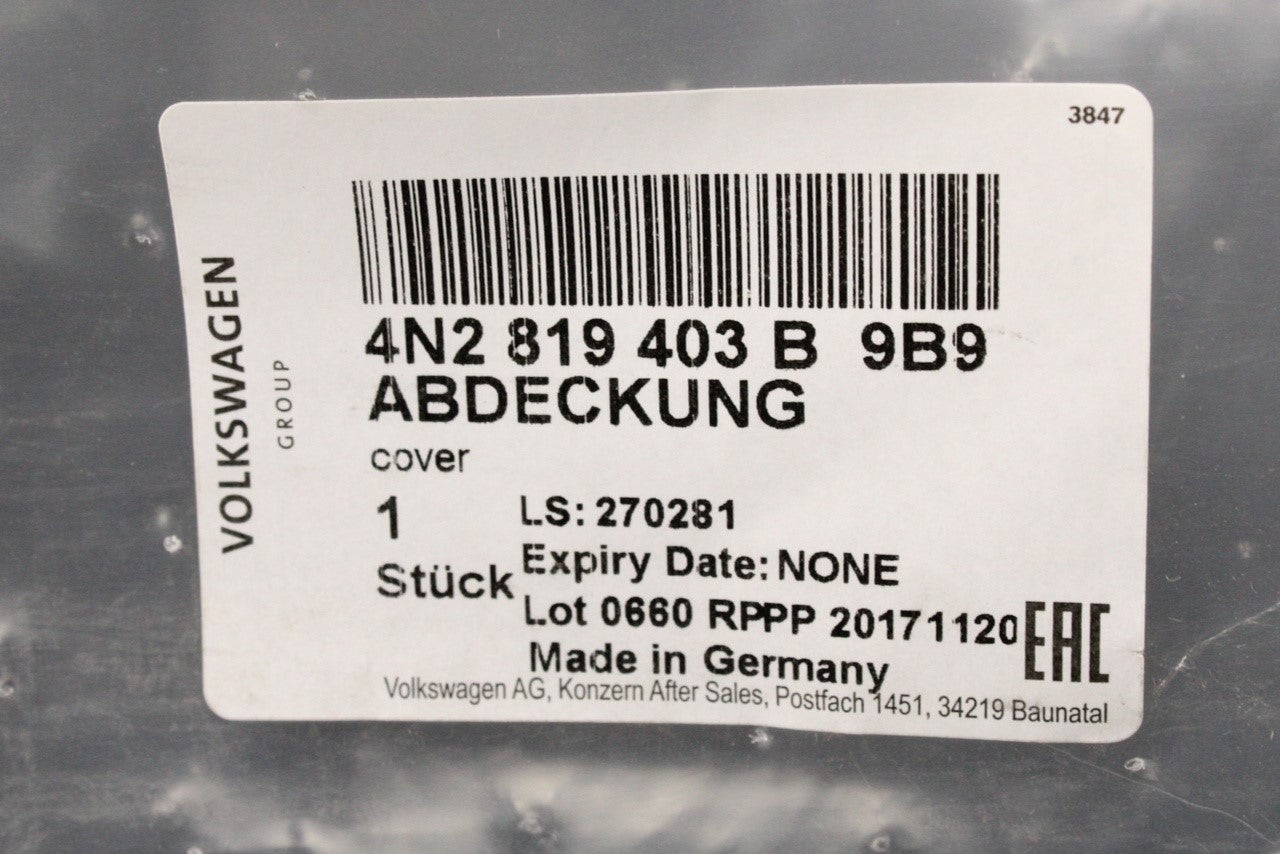 3847
VOLKSWAGEN
GROUP
4N2 819 403 B 9B9
ABDECKUNG
cover
1
Stück
LS: 270281
Expiry Date: NONE
Lot 0660 RPPP 20171120
EAC
Made in Germany
Volkswagen AG, Konzern After Sales, Postfach 1451, 34219 Baunatal